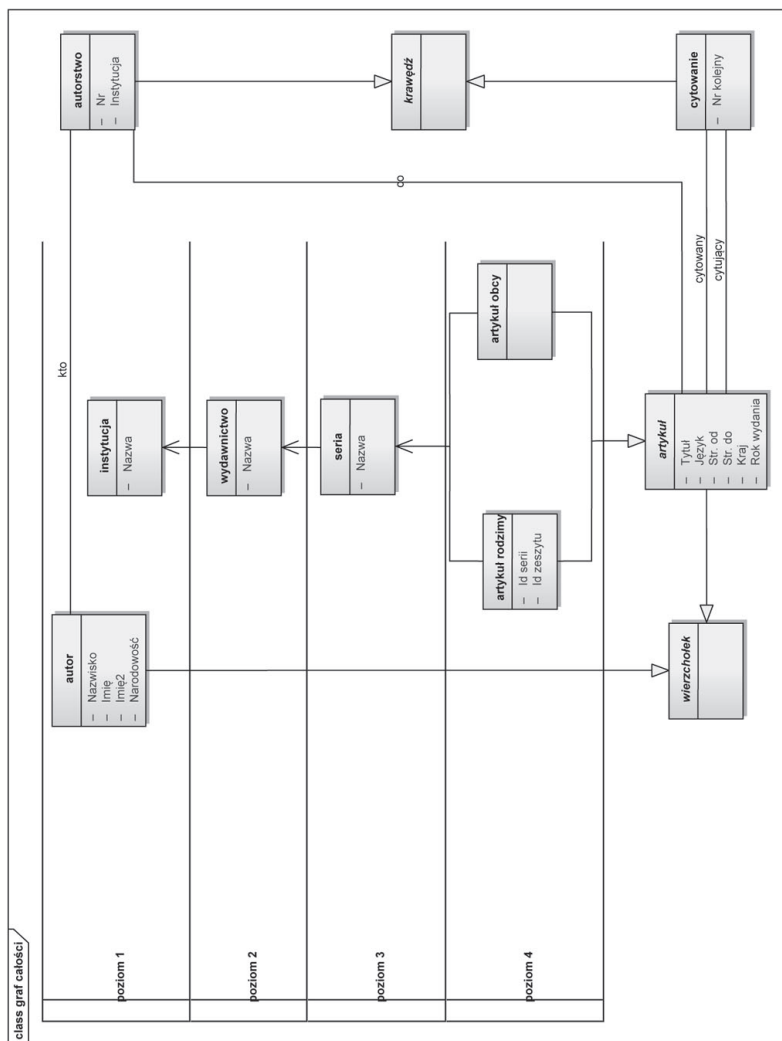 class graf całości
poziom 1
poziom 2
poziom 3
poziom 4
autor
– Nazwisko
– Imię
– Imię2
– Narodowość
instytucja
– Nazwa
wydawnictwo
– Nazwa
seria
– Nazwa
artykuł rodzimy
– Id serii
– Id zeszytu
artykuł obcy
wierzchołek
artykuł
– Tytuł
– Język
– Str. od
– Str. do
– Kraj
– Rok wydania
kto
co
cytowany
cytujący
autorstwo
– Nr
– Instytucja
krawędź
cytowanie
– Nr kolejny